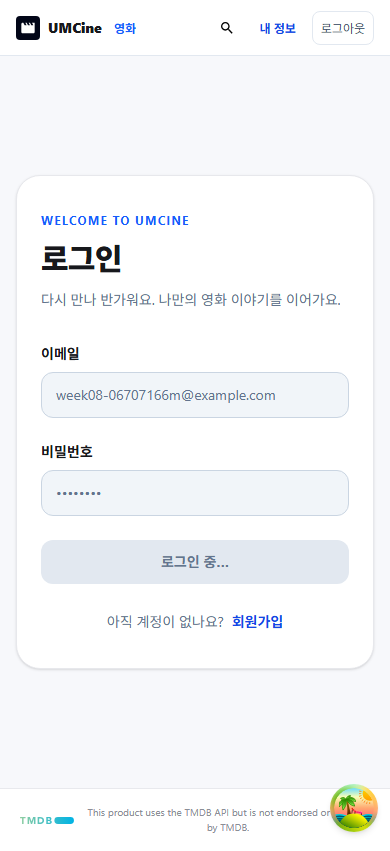 UMCine 영화 내 정보 로그아웃
WELCOME TO UMCINE
로그인
다시 만나 반가워요. 나만의 영화 이야기를 이어가요.
이메일
week08-06707166m@example.com
비밀번호
••••••••
로그인 중...
아직 계정이 없나요? 회원가입
TMDB
This product uses the TMDB API but is not endorsed or
by TMDB.